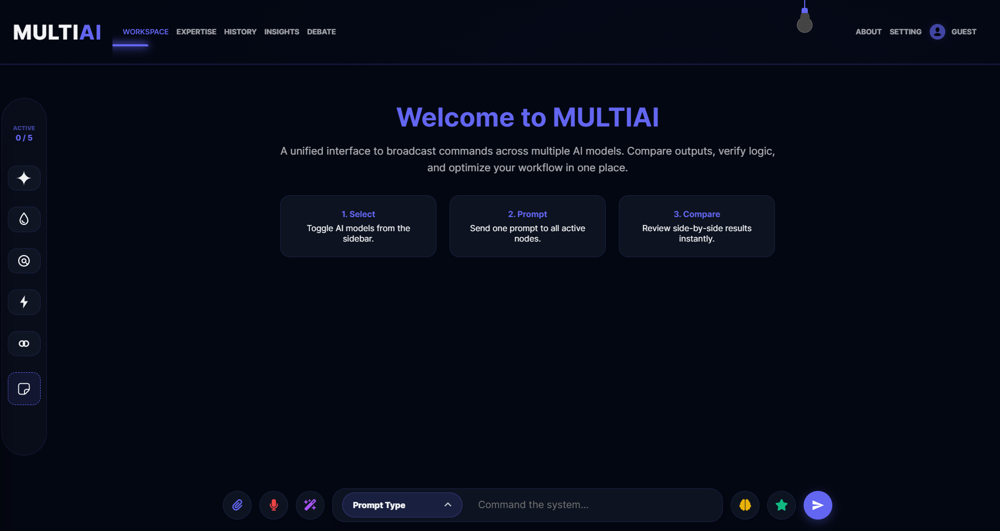 MULTIAI
WORKSPACE EXPERTISE HISTORY INSIGHTS DEBATE
ABOUT SETTING GUEST
ACTIVE
0 / 5
Welcome to MULTIAI
A unified interface to broadcast commands across multiple AI models. Compare outputs, verify logic,
and optimize your workflow in one place.
1. Select
Toggle AI models from the
sidebar.
2. Prompt
Send one prompt to all active
nodes.
3. Compare
Review side-by-side results
instantly.
Prompt Type
Command the system...